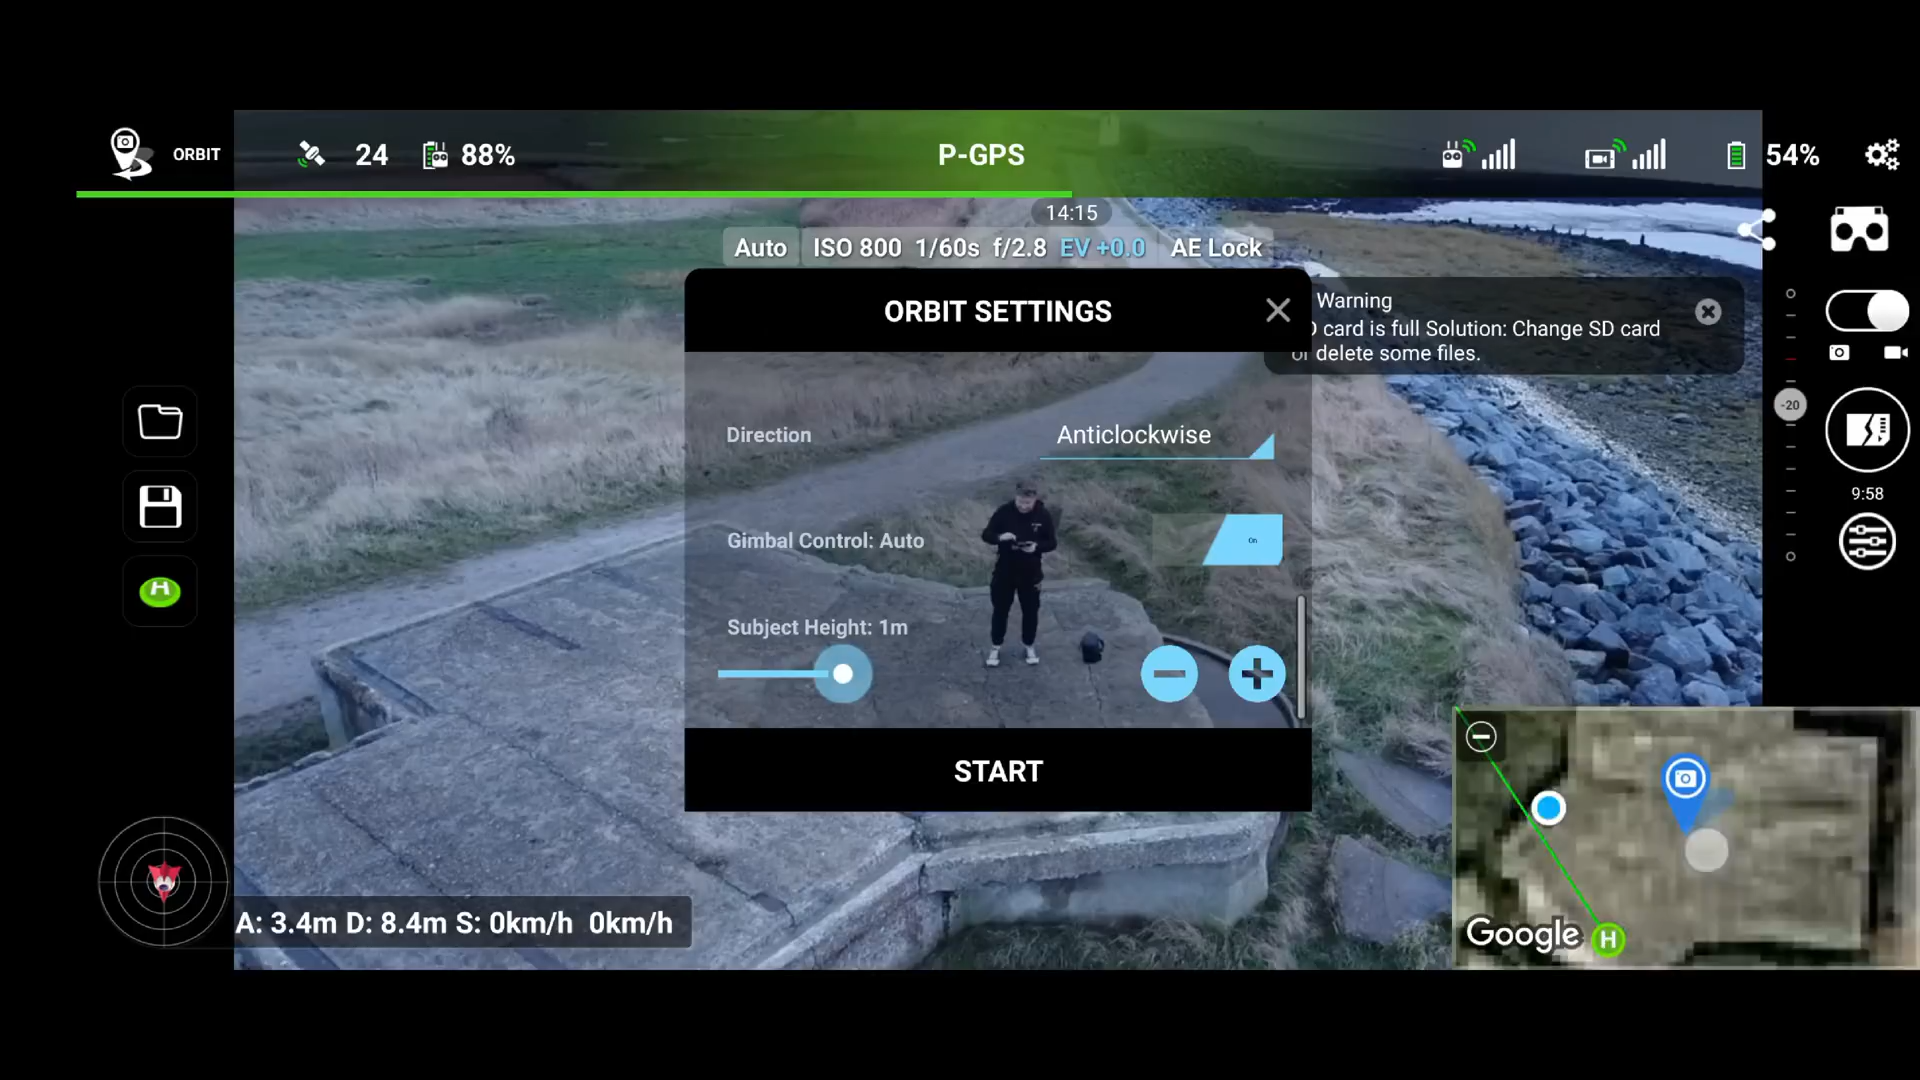 ORBIT
24
88%
P-GPS
54%
14:15
Auto ISO 800 1/60s f/2.8 EV +0.0 AE Lock
ORBIT SETTINGS
Warning
card is full Solution: Change SD card
or delete some files.
-20
Direction
Anticlockwise
9:58
Gimbal Control: Auto
On
Subject Height: 1m
START
H
A: 3.4m D: 8.4m S: 0km/h 0km/h
Google
H